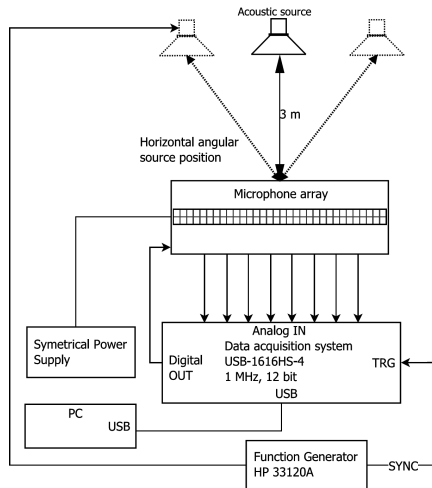 Acoustic source
3 m
Horizontal angular
source position
Microphone array
Analog IN
Data acquisition system
USB-1616HS-4
1 MHz, 12 bit
USB
Digital
OUT
TRG
Symetrical Power
Supply
PC
USB
Function Generator
HP 33120A
SYNC